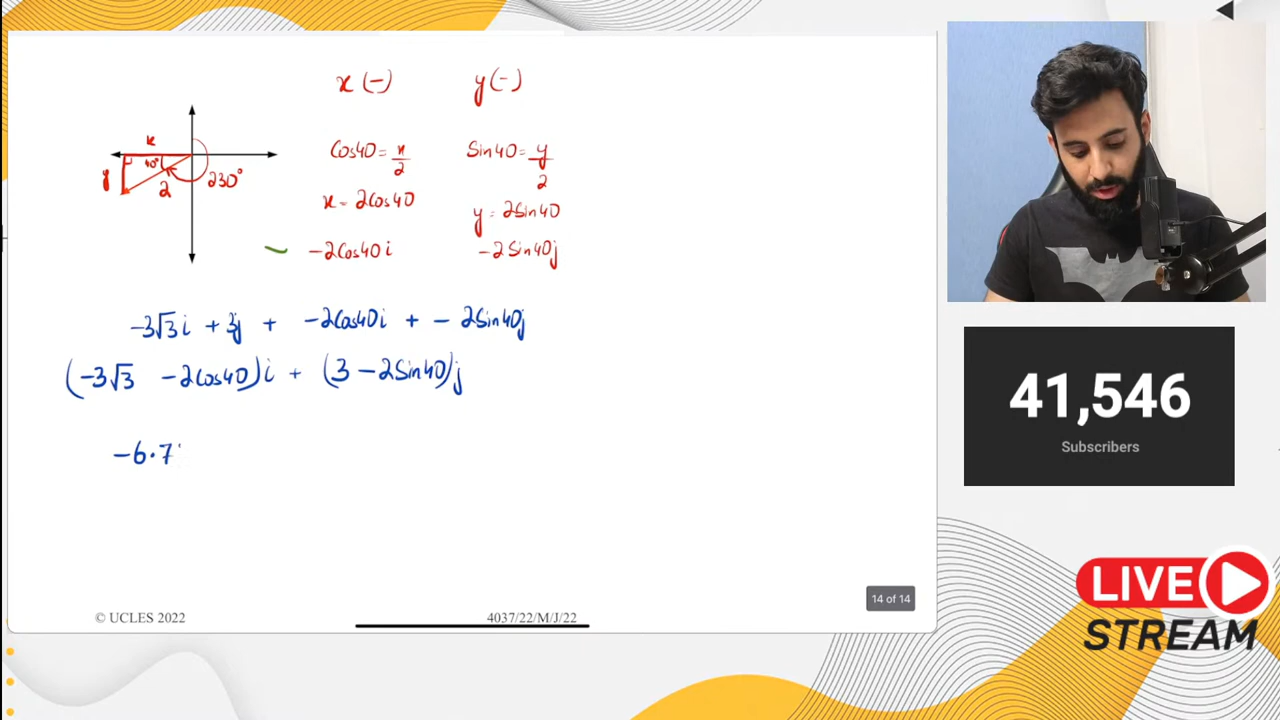 x (-) y (-)
x
40°
y
2
230°
Cos40 = x/2 Sin40 = y/2
x = 2Cos40 y = 2Sin40
-2Cos40 i -2Sin40j
-3√3 i + 3j + -2Cos40i + - 2Sin40j
(-3√3 -2Cos40)i + (3 - 2Sin40)j
-6.7
14 of 14
© UCLES 2022 4037/22/M/J/22
41,546
Subscribers
LIVE
STREAM